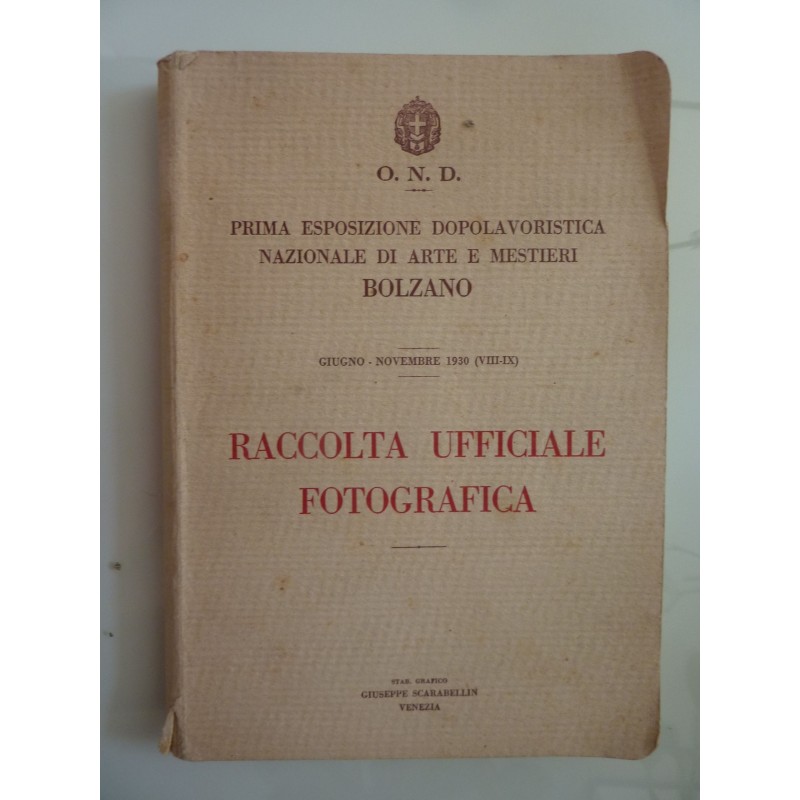 O. N. D.
PRIMA ESPOSIZIONE DOPOLAVORISTICA
NAZIONALE DI ARTE E MESTIERI
BOLZANO
GIUGNO - NOVEMBRE 1930 (VIII-IX)
RACCOLTA UFFICIALE
FOTOGRAFICA
STAB. GRAFICO
GIUSEPPE SCARABELLIN
VENEZIA